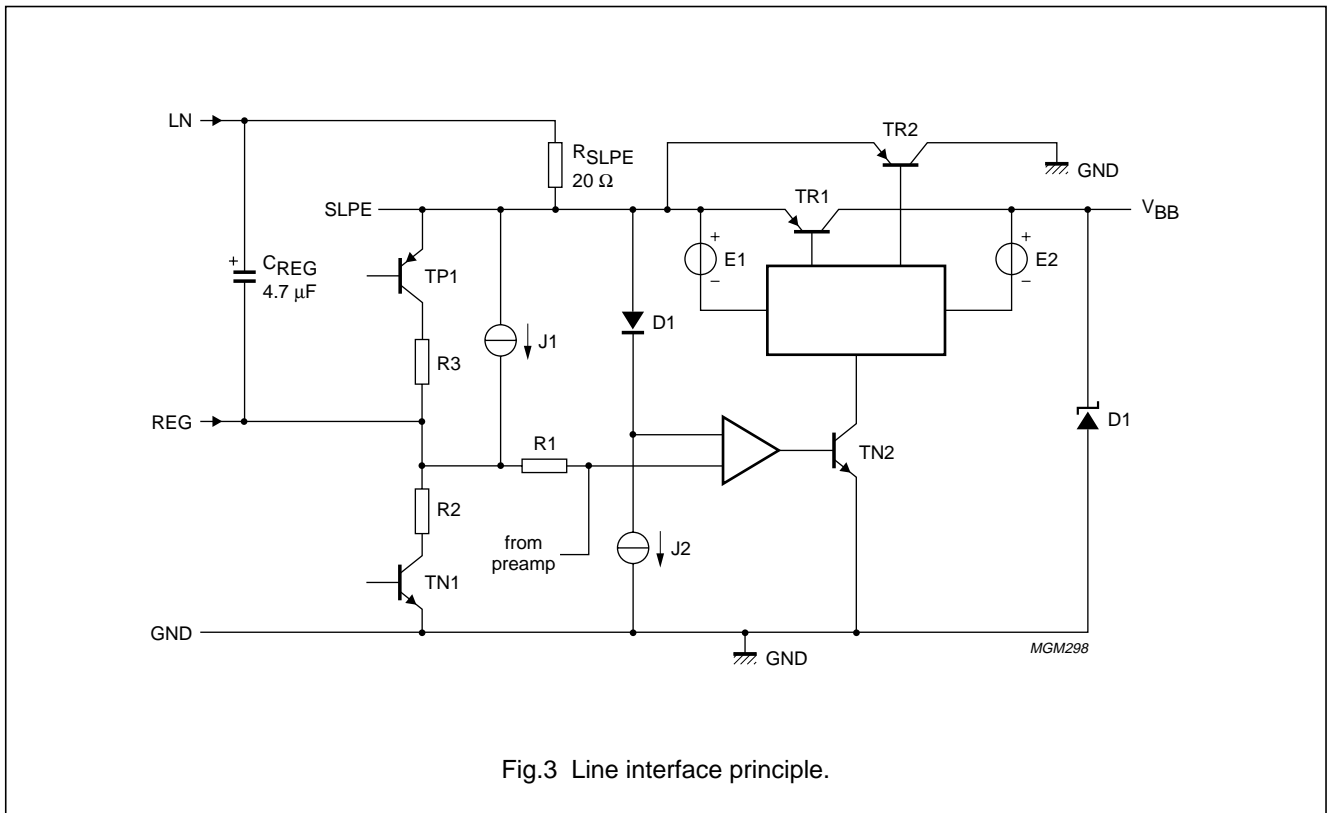 LN
RSLPE
20 Ω
TR2
GND
TR1
SLPE
VBB
+
E1
−
+
E2
−
+
CREG
4.7 µF
TP1
D1
J1
R3
REG
D1
R1
TN2
R2
from
preamp
J2
TN1
GND
GND
MGM298
Fig.3 Line interface principle.